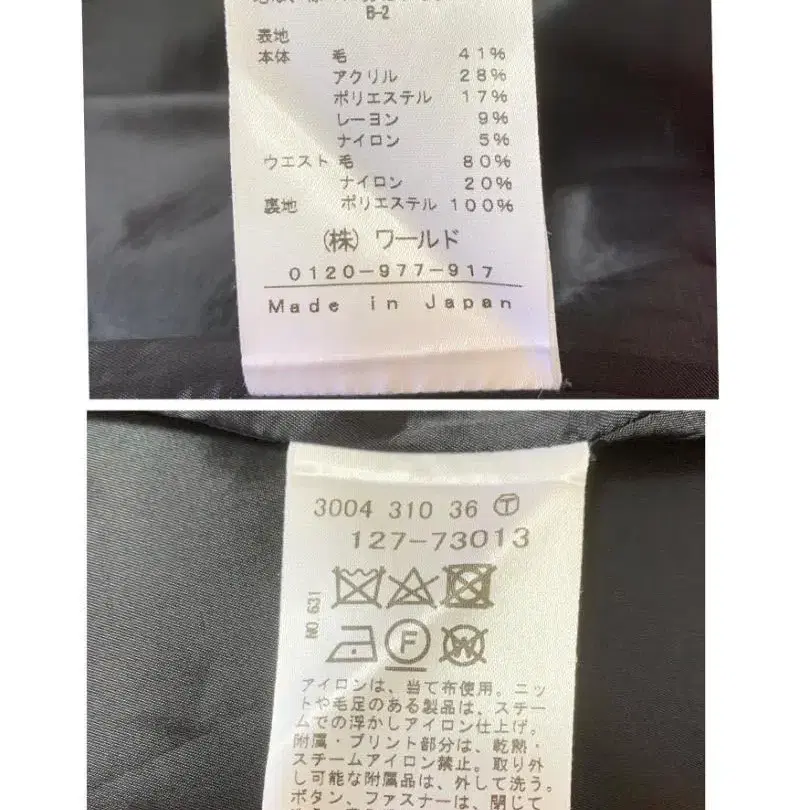 B-2
表地
本体 毛 41%
アクリル 28%
ポリエステル 17%
レーヨン 9%
ナイロン 5%
ウエスト 毛 80%
ナイロン 20%
裏地 ポリエステル 100%
(株) ワールド
0120-977-917
Made in Japan
3004 310 36 Ⓣ
127-73013
NO.631
F
W
アイロンは、当て布使用。ニッ
トや毛足のある製品は、スチー
ムでの浮かしアイロン仕上げ。
附属・プリント部分は、乾熱・
スチームアイロン禁止。取り外
し可能な附属品は、外して洗う。
ボタン、ファスナーは、閉じて